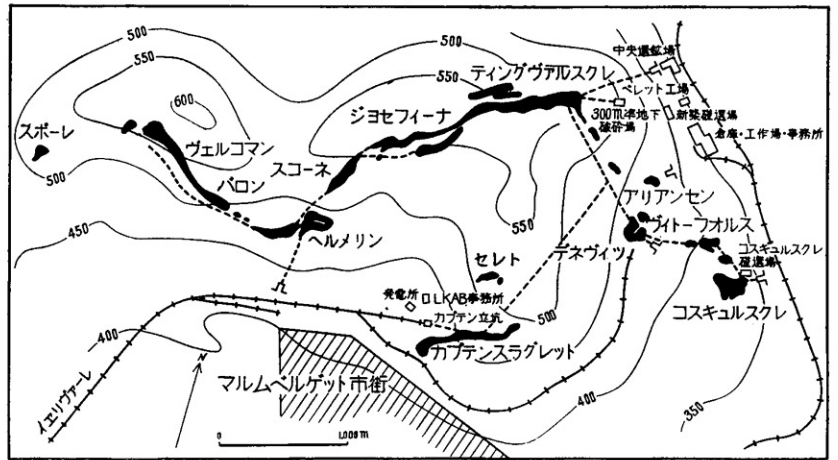 500
500
中央選鉱場
ティングヴァルスクレ
550
550
ペレット工場
ジョセフィーナ
300m準地下
破砕場
新築磁選場
倉庫・工作場・事務所
600
スボーレ
ヴェルコマン
スコーネ
バロン
500
アリアンセン
550
450
ヴィトーフオルス
ヘルメリン
デネヴィツ
セレト
コスキュルスクレ
磁選場
発電所
LKAB事務所
カプテン立坑
500
コスキュルスクレ
400
カプテンスラグレット
マルムベルゲット市街
400
350
イエリヴァーレ
N
0
1,000m